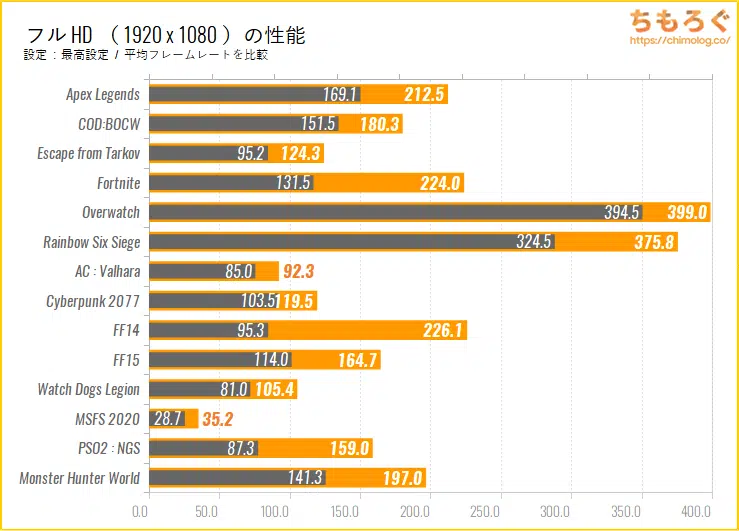 フルHD （1920 x 1080 ）の性能
設定 : 最高設定 / 平均フレームレートを比較
ちもろぐ
https://chimolog.co/
Apex Legends 169.1 212.5
COD:BOCW 151.5 180.3
Escape from Tarkov 95.2 124.3
Fortnite 131.5 224.0
Overwatch 394.5 399.0
Rainbow Six Siege 324.5 375.8
AC : Valhara 85.0 92.3
Cyberpunk 2077 103.5 119.5
FF14 95.3 226.1
FF15 114.0 164.7
Watch Dogs Legion 81.0 105.4
MSFS 2020 28.7 35.2
PSO2 : NGS 87.3 159.0
Monster Hunter World 141.3 197.0
0.0 50.0 100.0 150.0 200.0 250.0 300.0 350.0 400.0